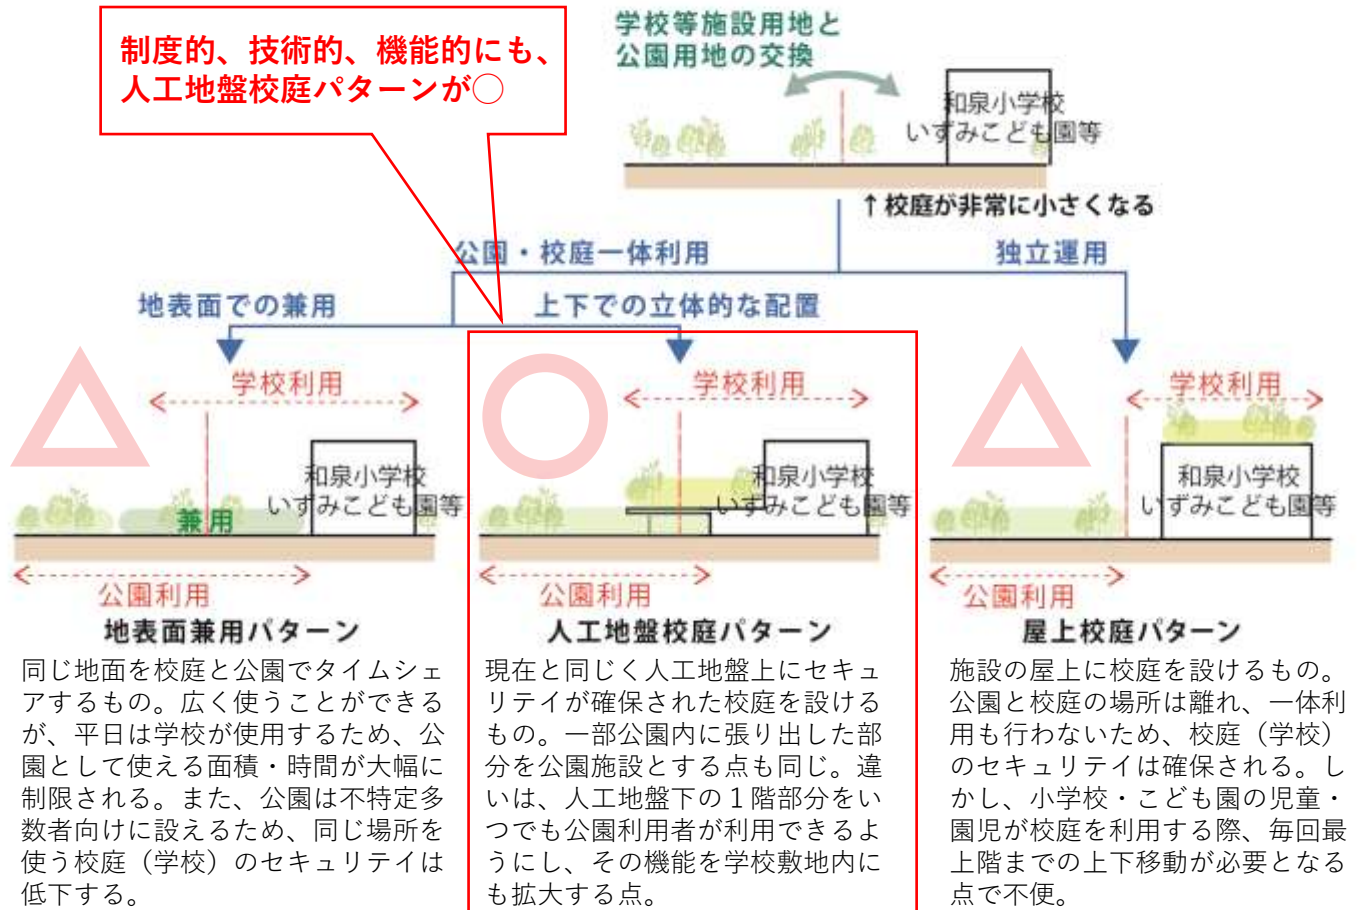 制度的、技術的、機能的にも、
人工地盤校庭パターンが○
学校等施設用地と
公園用地の交換
和泉小学校
いずみこども園等
↑校庭が非常に小さくなる
公園・校庭一体利用
独立運用
地表面での兼用
上下での立体的な配置
学校利用
和泉小学校
いずみこども園等
兼用
公園利用
地表面兼用パターン
同じ地面を校庭と公園でタイムシェ
アするもの。広く使うことができる
が、平日は学校が使用するため、公
園として使える面積・時間が大幅に
制限される。また、公園は不特定多
数者向けに設えるため、同じ場所を
使う校庭（学校）のセキュリテイは
低下する。
学校利用
和泉小学校
いずみこども園等
公園利用
人工地盤校庭パターン
現在と同じく人工地盤上にセキュ
リテイが確保された校庭を設ける
もの。一部公園内に張り出した部
分を公園施設とする点も同じ。違
いは、人工地盤下の１階部分をい
つでも公園利用者が利用できるよ
うにし、その機能を学校敷地内に
も拡大する点。
学校利用
和泉小学校
いずみこども園等
公園利用
屋上校庭パターン
施設の屋上に校庭を設けるもの。
公園と校庭の場所は離れ、一体利
用も行わないため、校庭（学校）
のセキュリテイは確保される。し
かし、小学校・こども園の児童・
園児が校庭を利用する際、毎回最
上階までの上下移動が必要となる
点で不便。